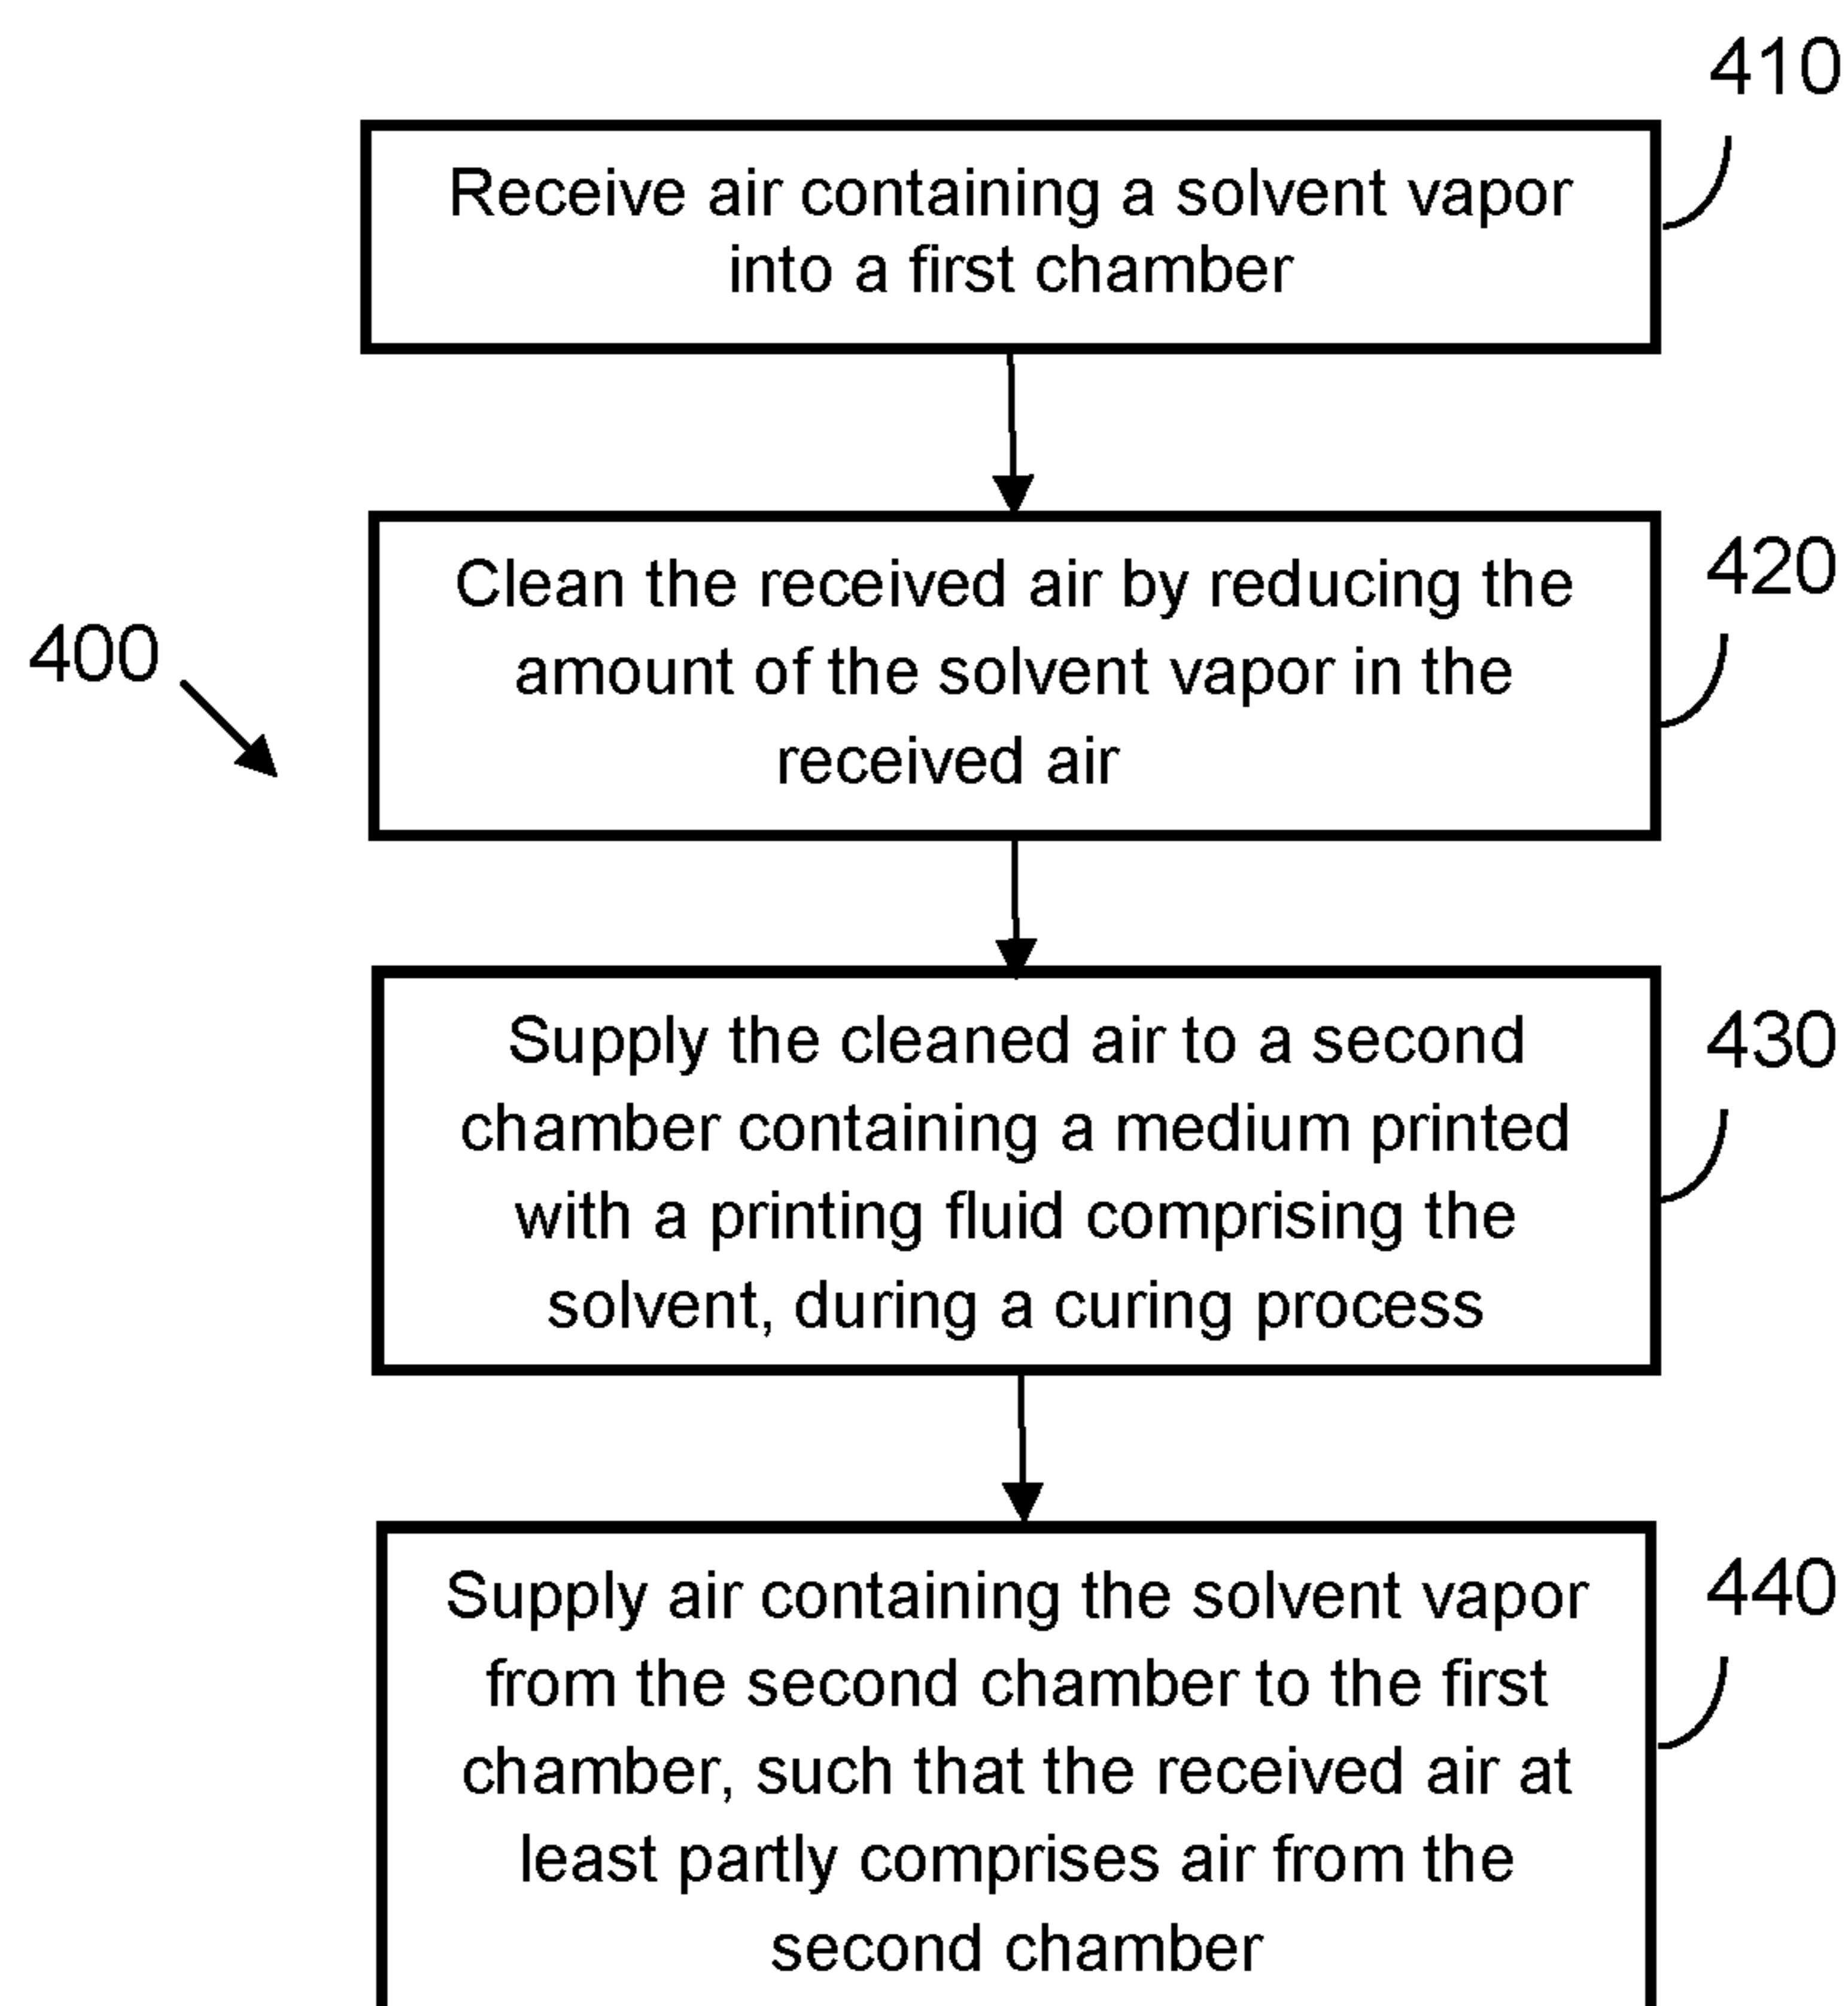 410
Receive air containing a solvent vapor
into a first chamber
420
Clean the received air by reducing the
amount of the solvent vapor in the
received air
400
430
Supply the cleaned air to a second
chamber containing a medium printed
with a printing fluid comprising the
solvent, during a curing process
440
Supply air containing the solvent vapor
from the second chamber to the first
chamber, such that the received air at
least partly comprises air from the
second chamber